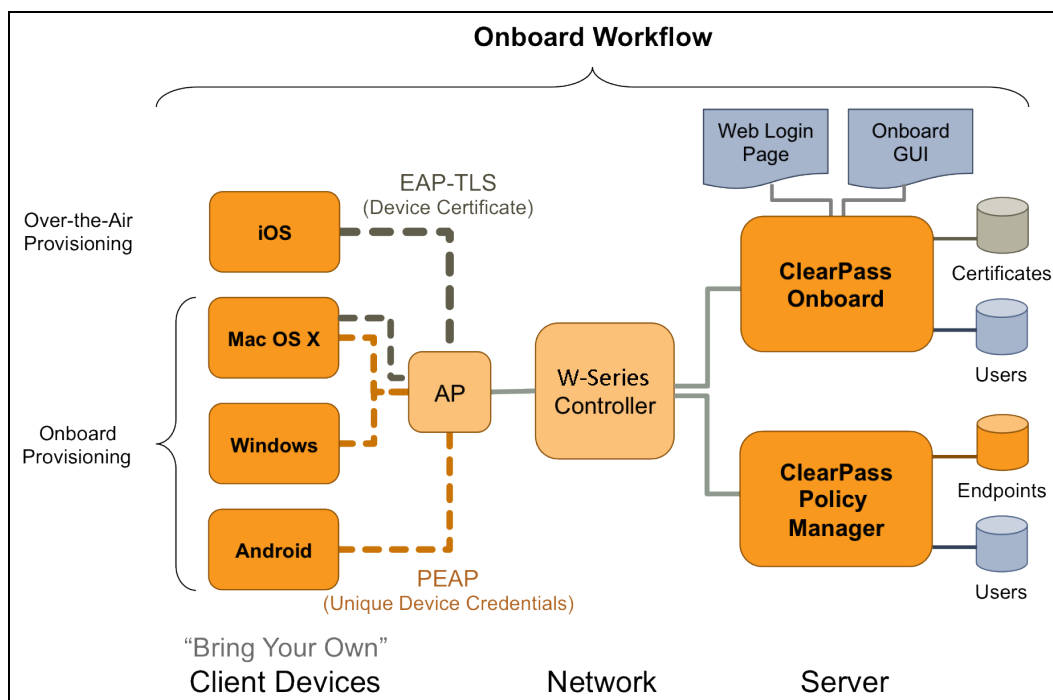 Onboard Workflow
Web Login
Page
Onboard
GUI
EAP-TLS
(Device Certificate)
Over-the-Air
Provisioning
iOS
ClearPass
Onboard
Certificates
Users
Mac OS X
AP
W-Series
Controller
Onboard
Provisioning
Windows
ClearPass
Policy
Manager
Endpoints
Users
Android
PEAP
(Unique Device Credentials)
“Bring Your Own”
Client Devices
Network
Server